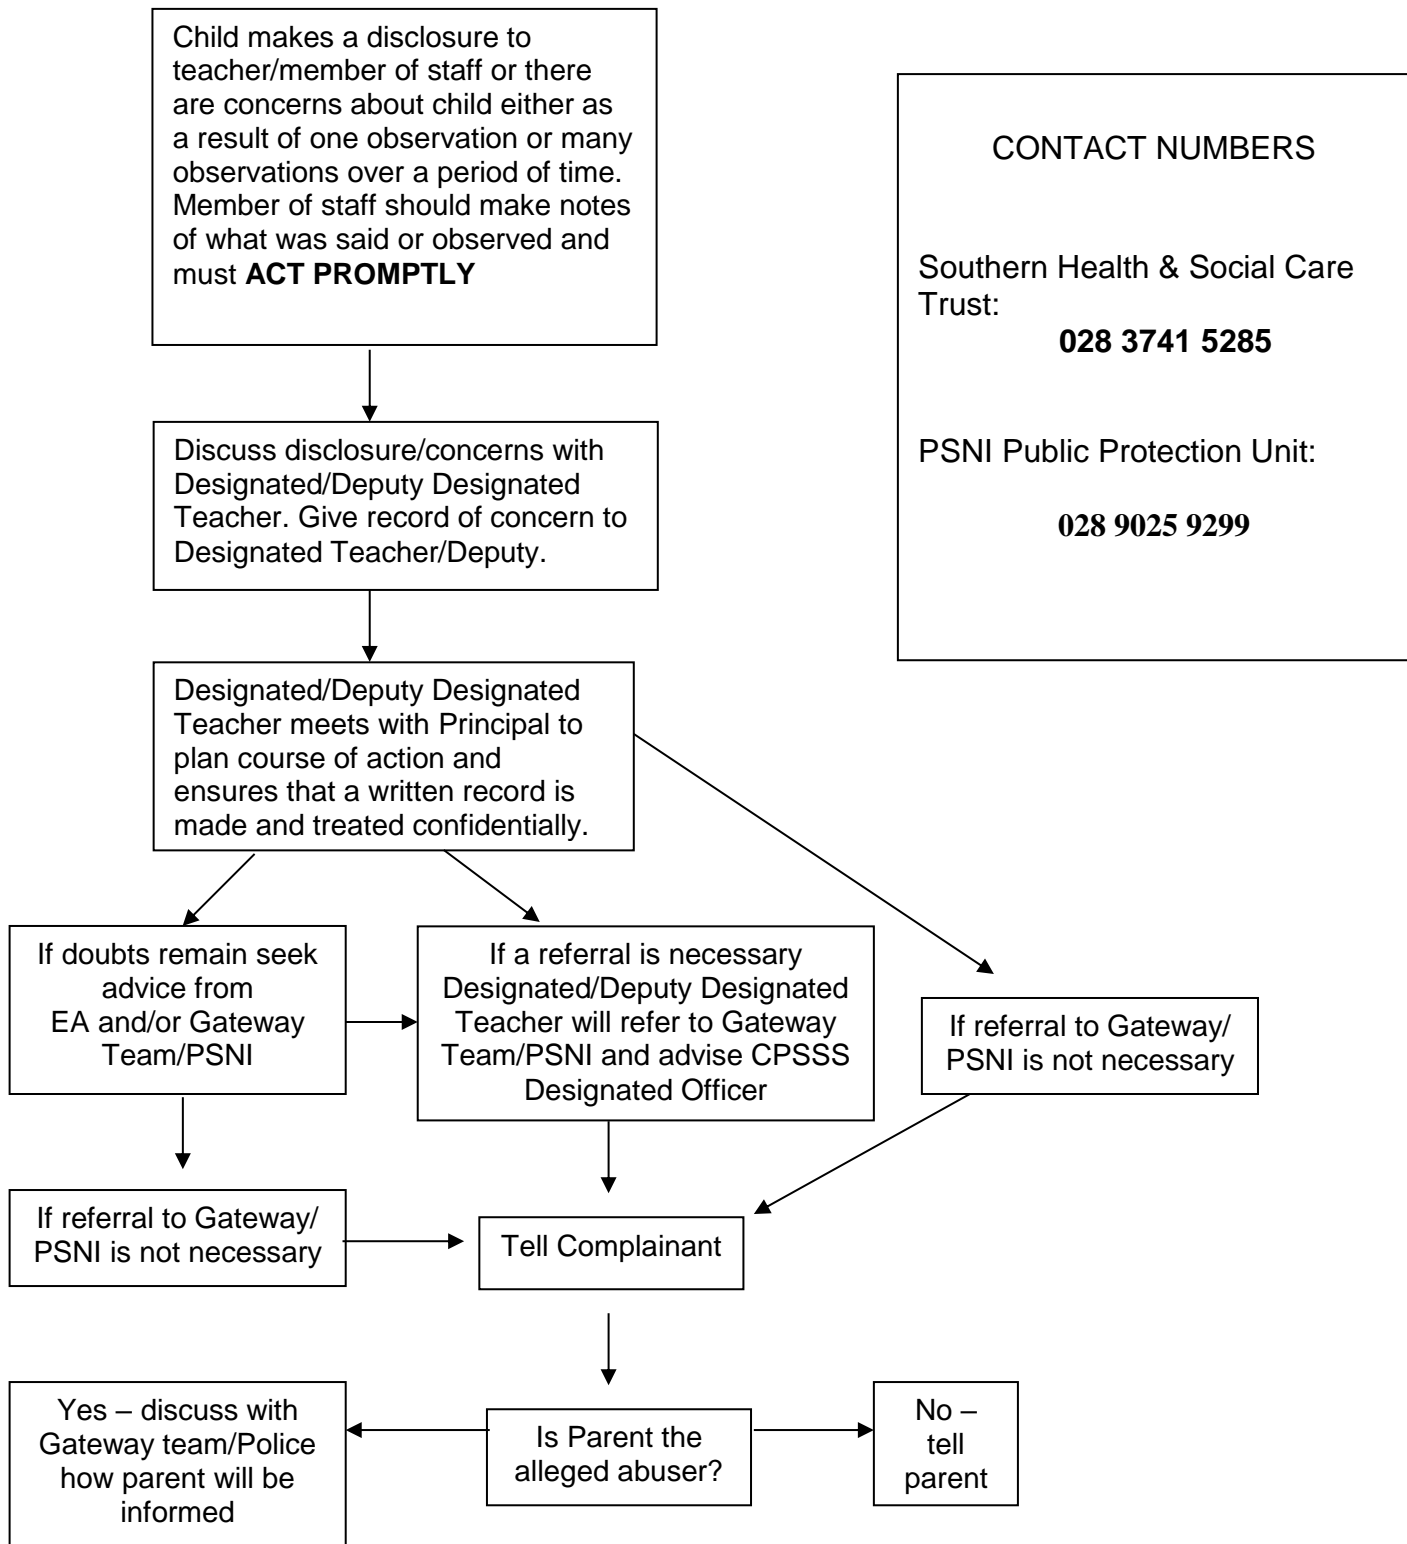 Child makes a disclosure to
teacher/member of staff or there
are concerns about child either as
a result of one observation or many
observations over a period of time.
Member of staff should make notes
of what was said or observed and
must ACT PROMPTLY
CONTACT NUMBERS
Southern Health & Social Care
Trust:
028 3741 5285
PSNI Public Protection Unit:
028 9025 9299
Discuss disclosure/concerns with
Designated/Deputy Designated
Teacher. Give record of concern to
Designated Teacher/Deputy.
Designated/Deputy Designated
Teacher meets with Principal to
plan course of action and
ensures that a written record is
made and treated confidentially.
If doubts remain seek
advice from
EA and/or Gateway
Team/PSNI
If a referral is necessary
Designated/Deputy Designated
Teacher will refer to Gateway
Team/PSNI and advise CPSSS
Designated Officer
If referral to Gateway/
PSNI is not necessary
If referral to Gateway/
PSNI is not necessary
Tell Complainant
Yes – discuss with
Gateway team/Police
how parent will be
informed
Is Parent the
alleged abuser?
No –
tell
parent